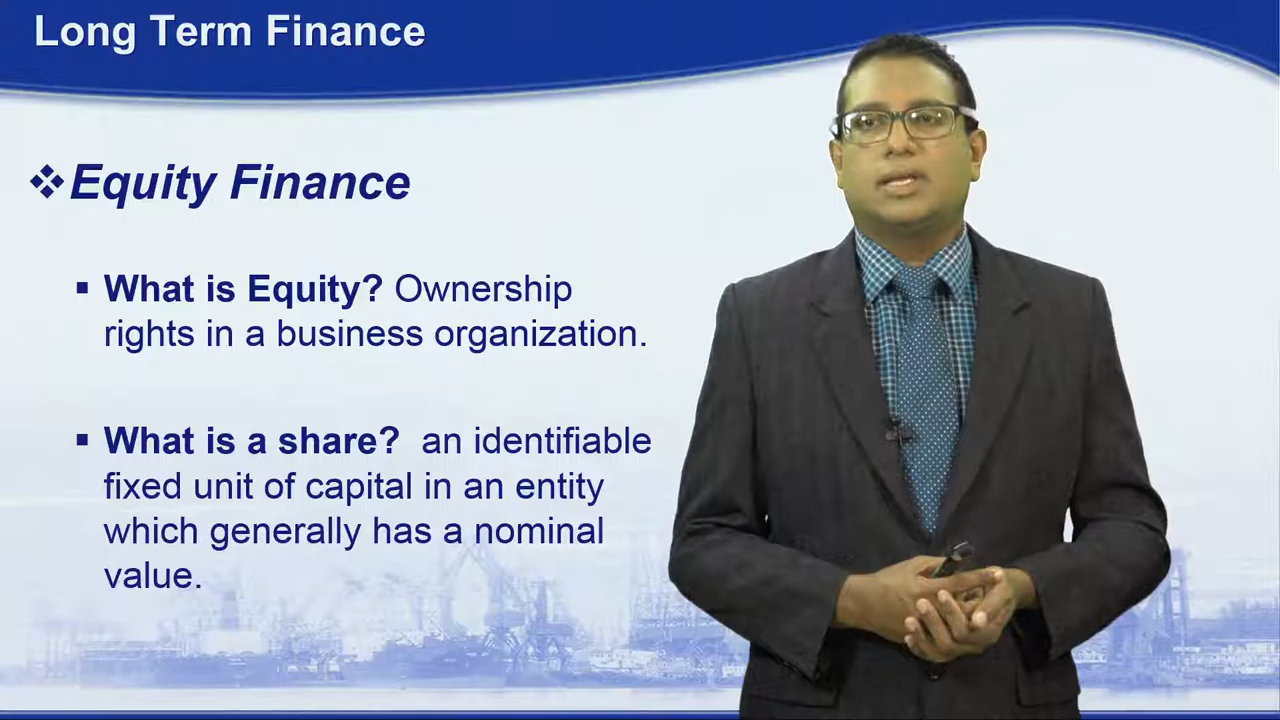 Long Term Finance
❖Equity Finance
▪ What is Equity? Ownership
rights in a business organization.
▪ What is a share? an identifiable
fixed unit of capital in an entity
which generally has a nominal
value.